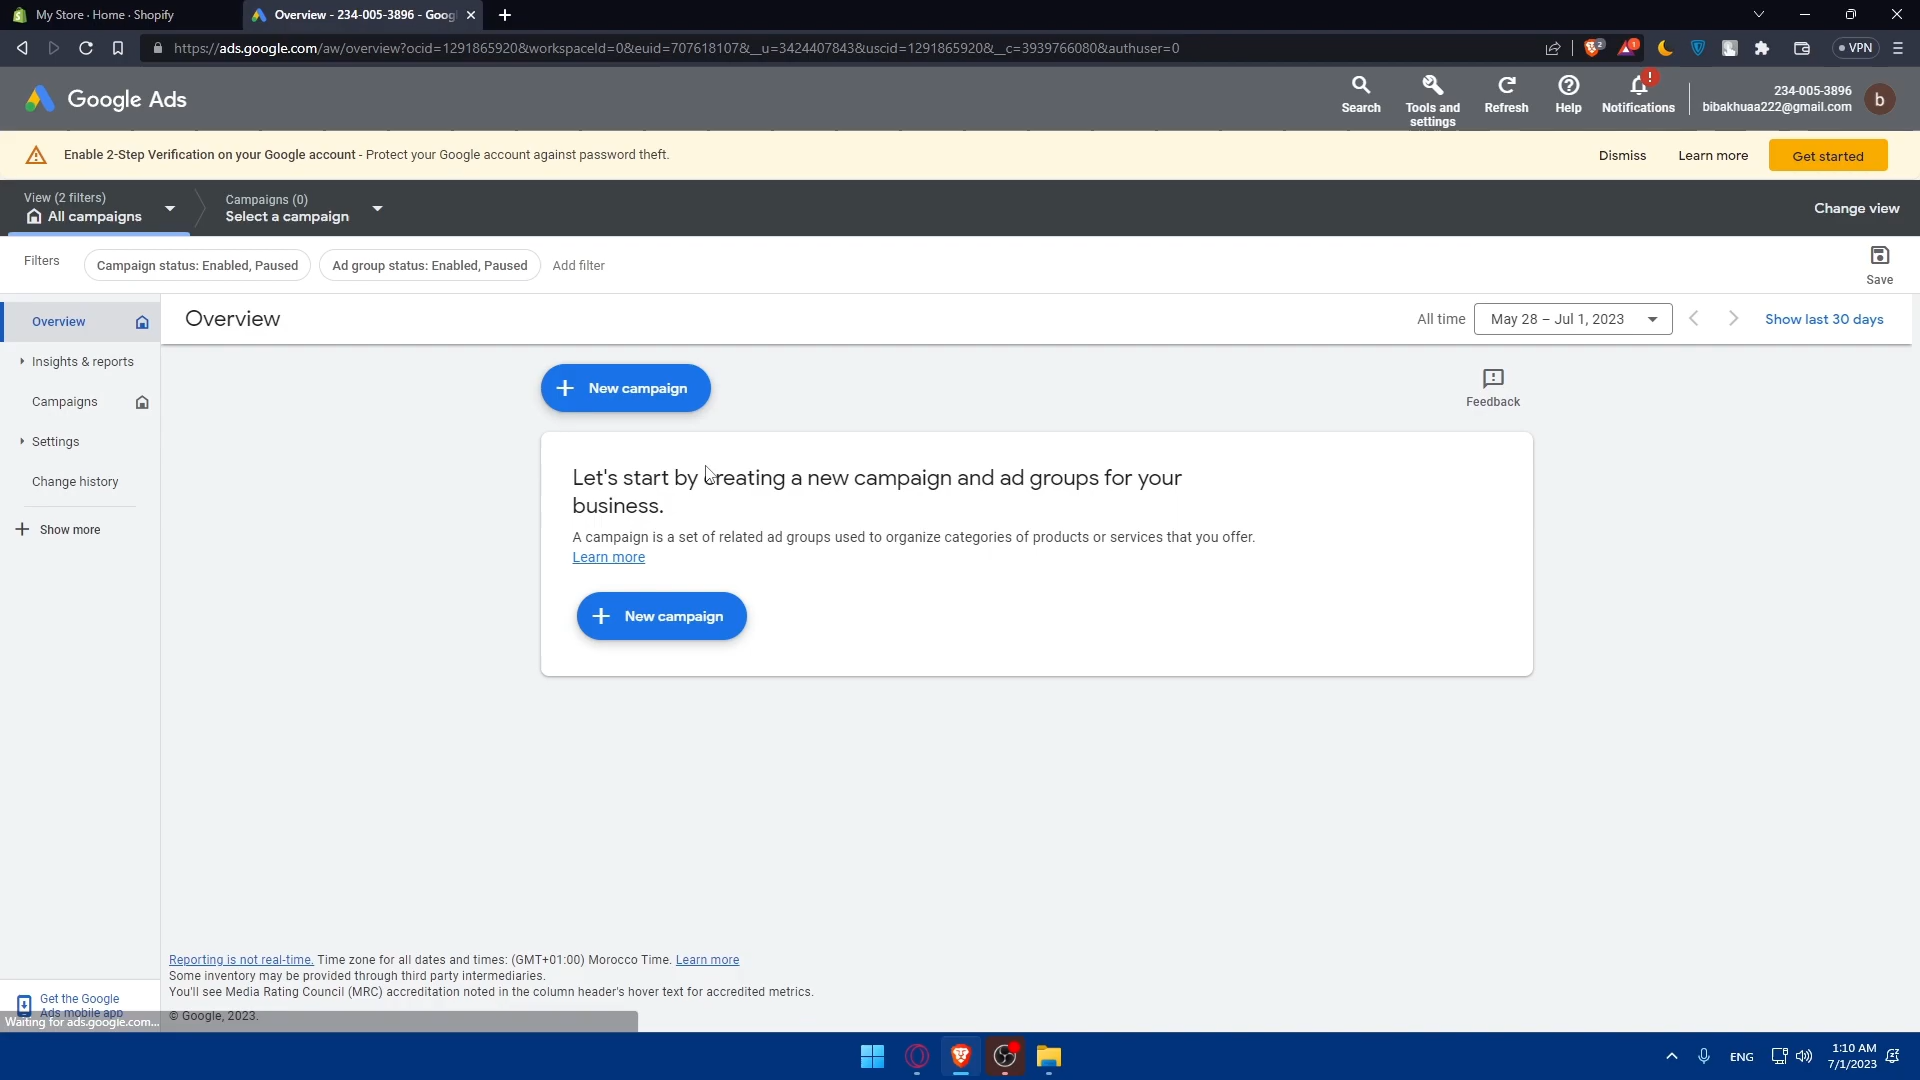 My Store · Home · Shopify
Overview - 234-005-3896 - Goog
https://ads.google.com/aw/overview?ocid=1291865920&workspaceId=0&euid=707618107&__u=3424407843&uscid=1291865920&__c=3939766080&authuser=0
2
1
VPN
Google Ads
Search
Tools and
settings
Refresh
Help
!
Notifications
234-005-3896
bibakhuaa222@gmail.com
b
Enable 2-Step Verification on your Google account - Protect your Google account against password theft.
Dismiss
Learn more
Get started
View (2 filters)
All campaigns
Campaigns (0)
Select a campaign
Change view
Filters
Campaign status: Enabled, Paused
Ad group status: Enabled, Paused
Add filter
Save
Overview
Insights & reports
Campaigns
Settings
Change history
Show more
Overview
All time
May 28 – Jul 1, 2023
Show last 30 days
New campaign
Feedback
Let's start by creating a new campaign and ad groups for your
business.
A campaign is a set of related ad groups used to organize categories of products or services that you offer.
Learn more
New campaign
Reporting is not real-time. Time zone for all dates and times: (GMT+01:00) Morocco Time. Learn more
Some inventory may be provided through third party intermediaries.
You'll see Media Rating Council (MRC) accreditation noted in the column header's hover text for accredited metrics.
© Google, 2023.
Get the Google
Ads mobile app
Waiting for ads.google.com...
ENG
1:10 AM
7/1/2023